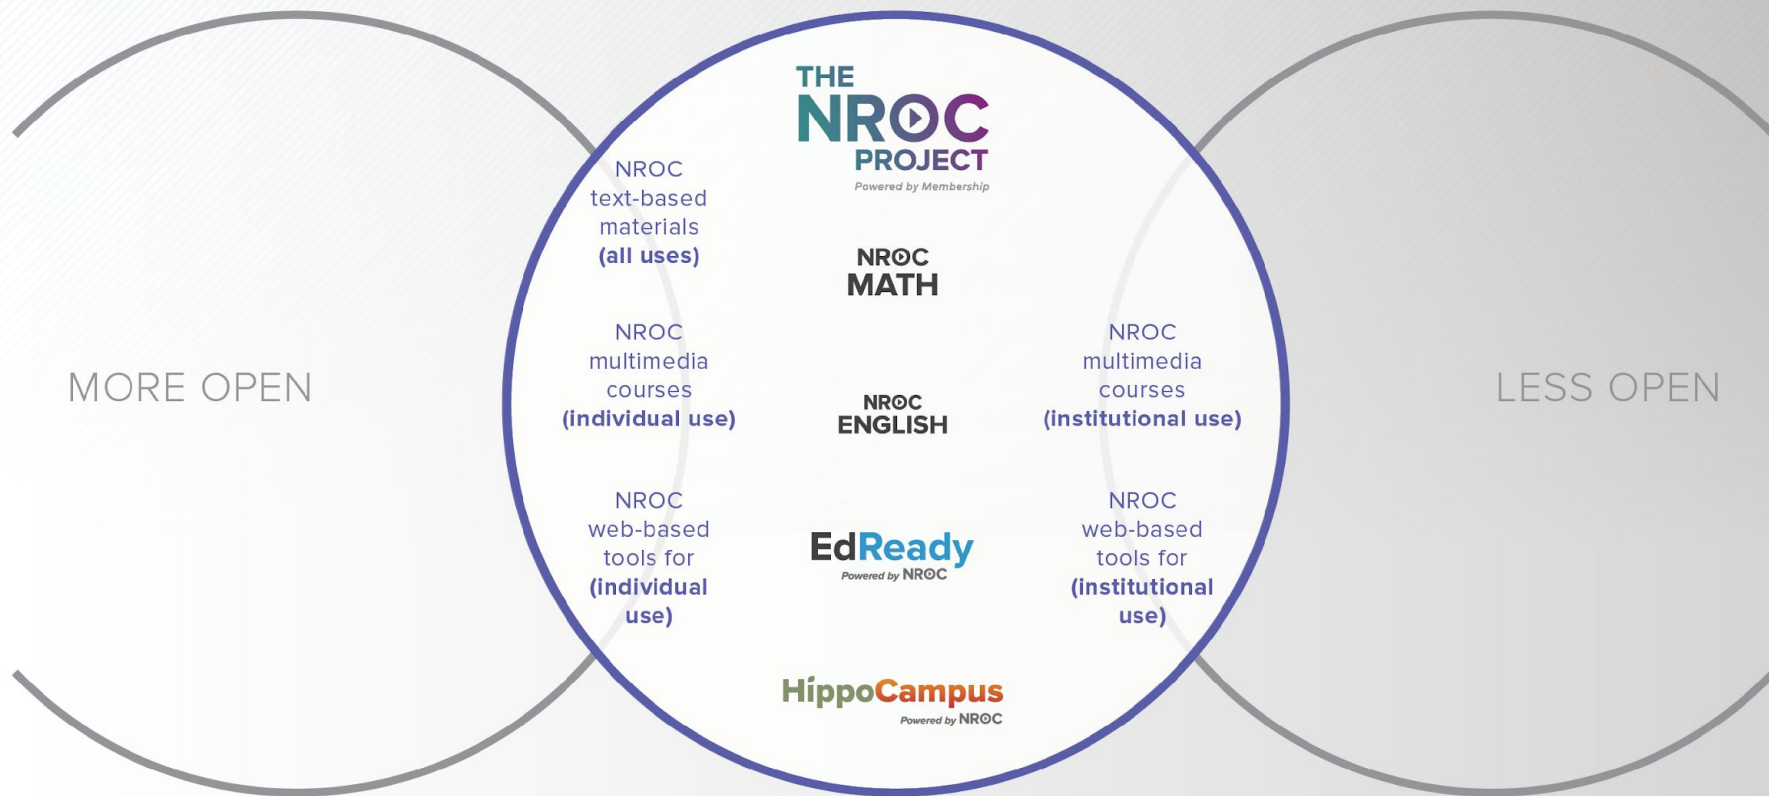 THE
NROC
PROJECT
Powered by Membership
NROC
text-based
materials
(all uses)
NROC
MATH
NROC
multimedia
courses
(individual use)
NROC
multimedia
courses
(institutional use)
MORE OPEN
LESS OPEN
NROC
ENGLISH
NROC
web-based
tools for
(individual
use)
NROC
web-based
tools for
(institutional
use)
EdReady
Powered by NROC
HippoCampus
Powered by NROC